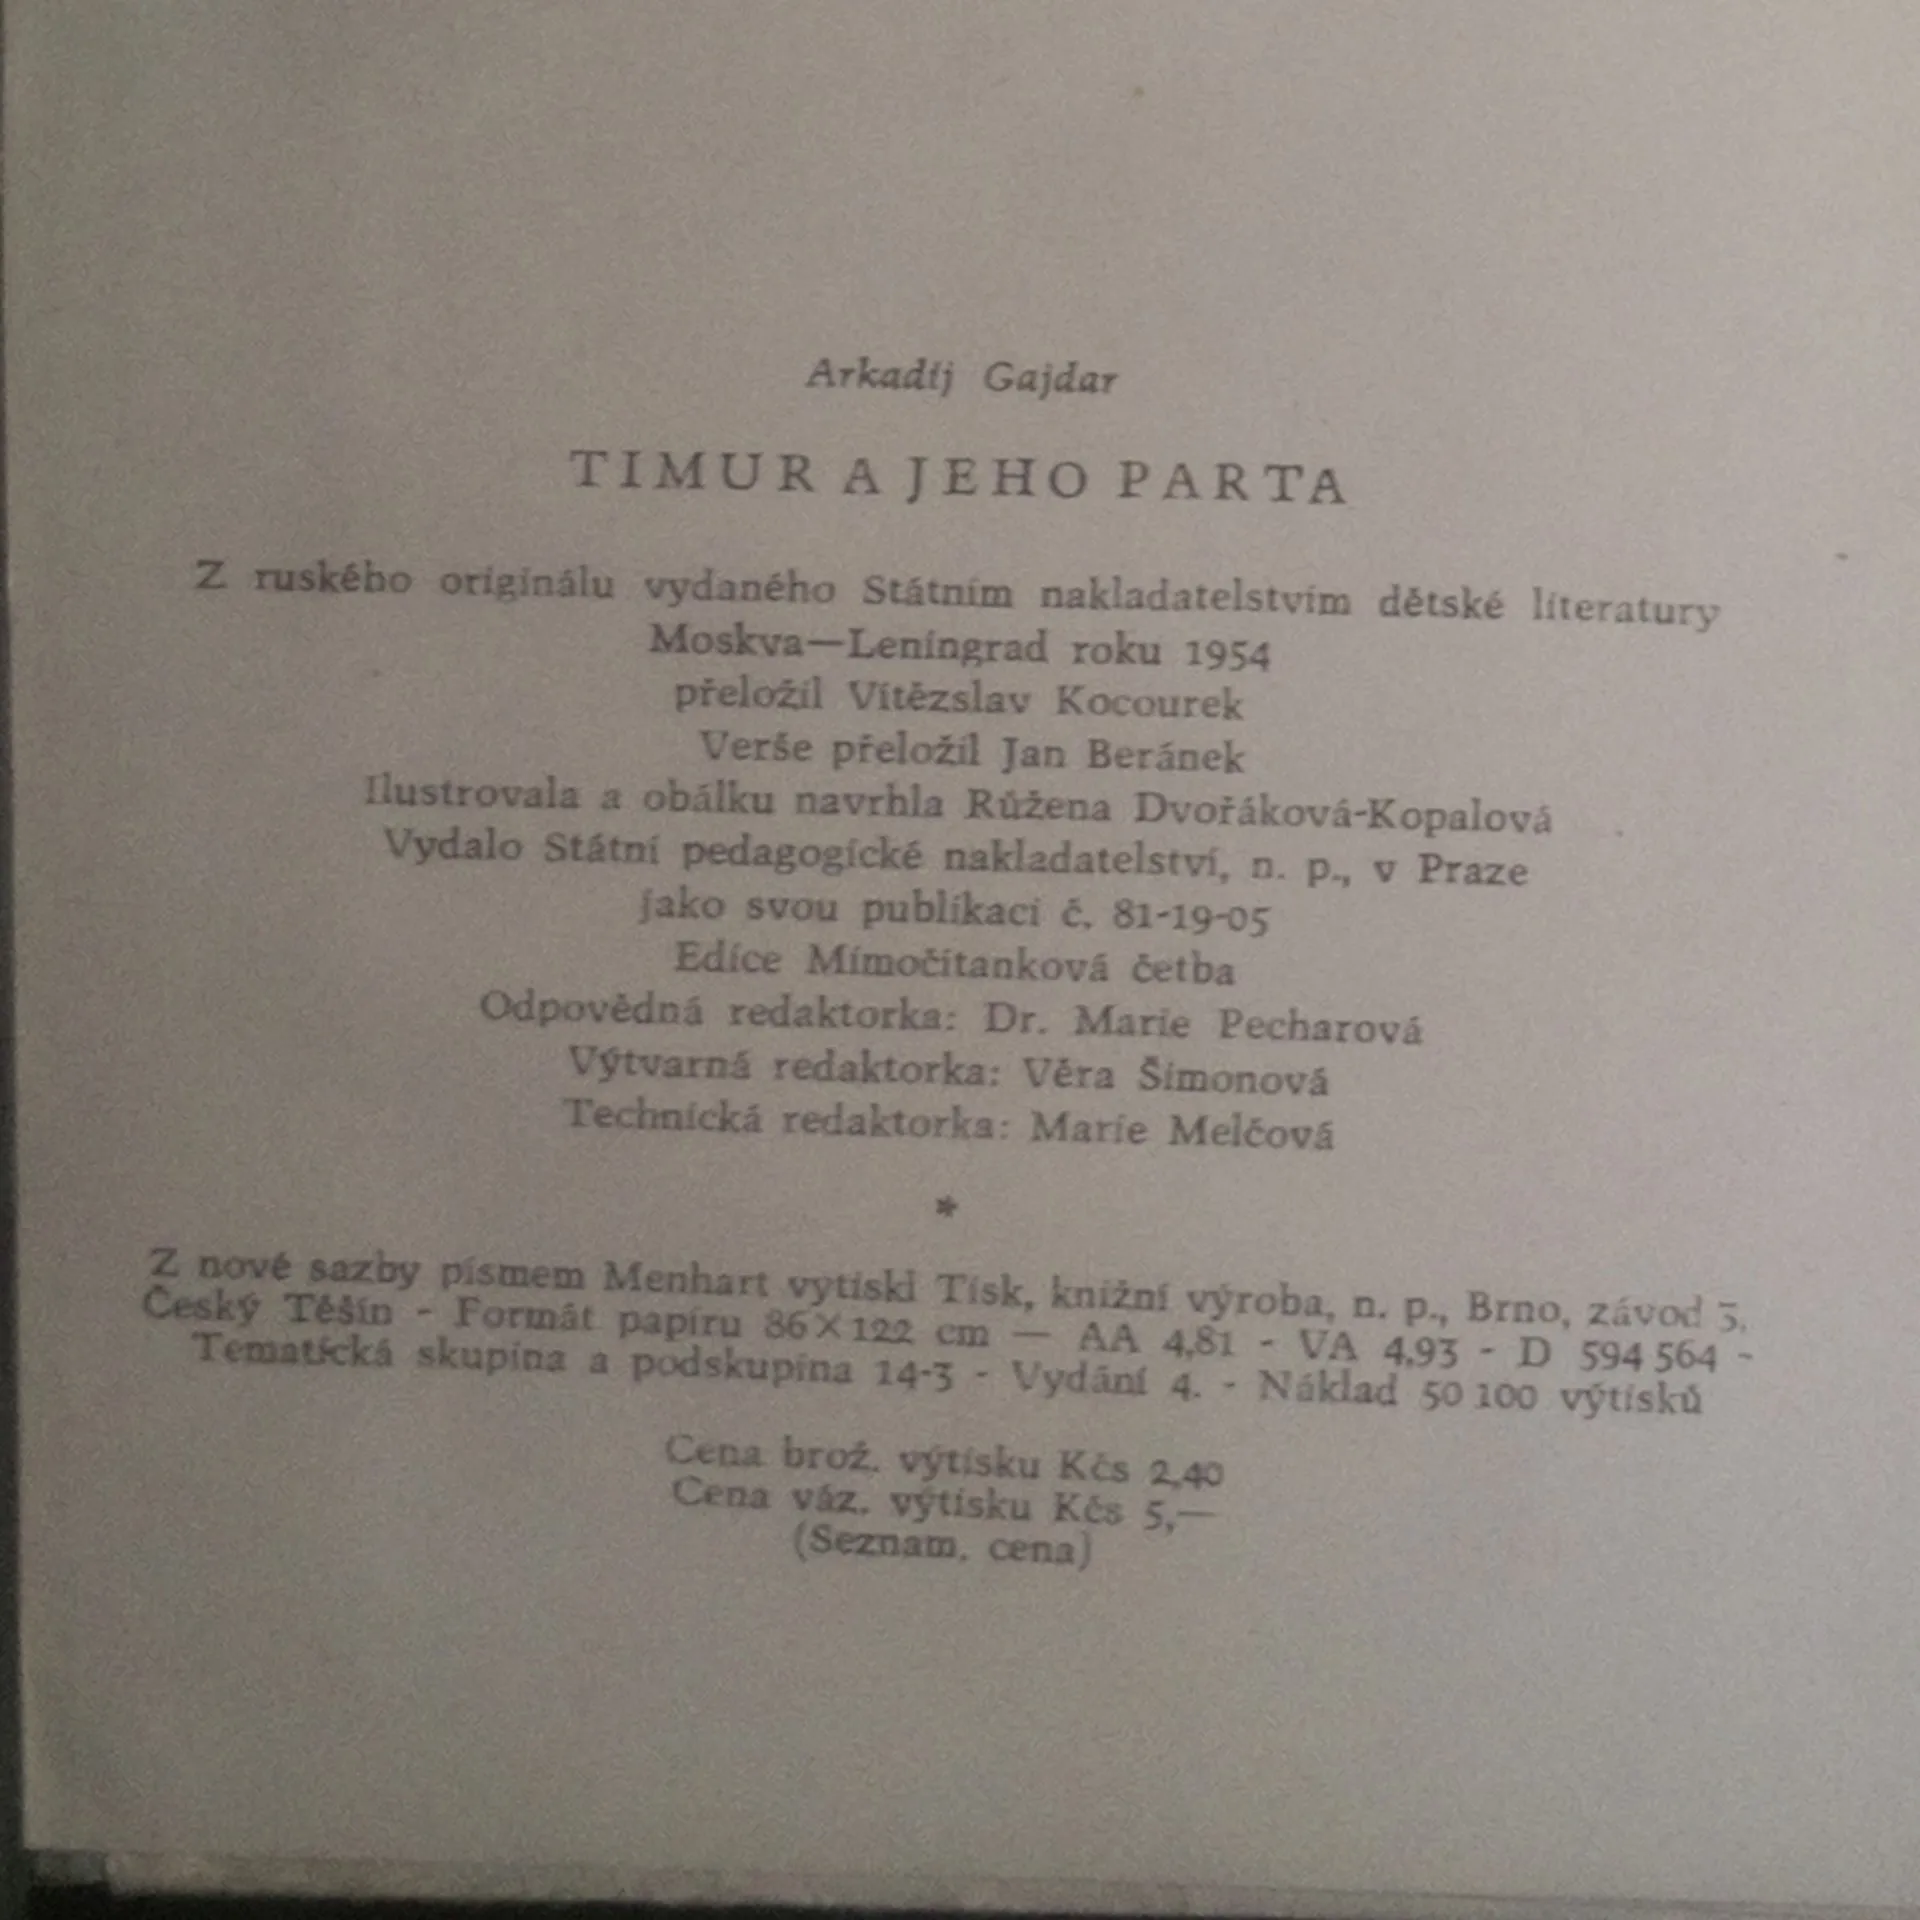 Arkadij Gajdar
TIMUR A JEHO PARTA
Z ruského originálu vydaného Státním nakladatelstvím dětské literatury
Moskva—Leningrad roku 1954
přeložil Vítězslav Kocourek
Verše přeložil Jan Beránek
Ilustrovala a obálku navrhla Růžena Dvořáková-Kopalová
Vydalo Státní pedagogické nakladatelství, n. p., v Praze
jako svou publikaci č. 81-19-05
Edice Mimočítanková četba
Odpovědná redaktorka: Dr. Marie Pecharová
Výtvarná redaktorka: Věra Šimonová
Technická redaktorka: Marie Melčová
*
Z nové sazby písmem Menhart vytiskl Tisk, knižní výroba, n. p., Brno, závod 3,
Český Těšín - Formát papíru 86×122 cm — AA 4,81 - VA 4,93 - D 594 564 -
Tematická skupina a podskupina 14-3 - Vydání 4. - Náklad 50 100 výtisků
Cena brož. výtisku Kčs 2,40
Cena váz. výtisku Kčs 5,—
(Seznam. cena)